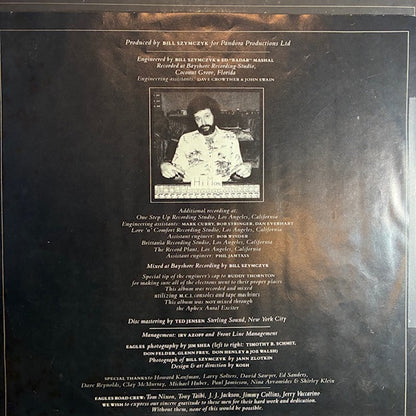 Produced by BILL SZYMCZYK for Pandora Productions Ltd
Engineered by BILL SZYMCZYK & ED "BADAR" MASHAL
Recorded at Bayshore Recording Studio,
Coconut Grove, Florida
Engineering assistants: DAVE CROWTHER & JOHN SWAIN
Additional recording at:
One Step Up Recording Studio, Los Angeles, California
Engineering assistants: MARK CURRY, BOB STRINGER, DAN EVERHART
Love 'n' Comfort Recording Studio, Los Angeles, California
Assistant engineer: BOB WINDER
Brittania Recording Studio, Los Angeles, California
The Record Plant, Los Angeles, California
Assistant engineer: PHIL JAMTASS
Mixed at Bayshore Recording by BILL SZYMCZYK
Special tip of the engineer's cap to BUDDY THORNTON
for making sure all of the electrons went to their proper places
This album was recorded and mixed
utilizing M.C.I. consoles and tape machines
This album was NOT mixed through
the Aphex Aural Exciter
Disc mastering by TED JENSEN Sterling Sound, New York City
Management: IRV AZOFF and Front Line Management
EAGLES photograph by JIM SHEA (left to right: TIMOTHY B. SCHMIT,
DON FELDER, GLENN FREY, DON HENLEY & JOE WALSH)
Photograph of BILL SZYMCZYK by JANN ZLOTKIN
Design & art direction by KOSH
SPECIAL THANKS: Howard Kaufman, Larry Solters, David Sawyer, Ed Sanders,
Dave Reynolds, Clay McMurray, Michael Huber, Paul Jamieson, Nina Avramides & Shirley Klein
EAGLES ROAD CREW: Tom Nixon, Tony Taibi, J. J. Jackson, Jimmy Collins, Jerry Vaccarino
WE WISH to express our sincere gratitude to these men for their hard work and dedication.
Without them, none of this would be possible.